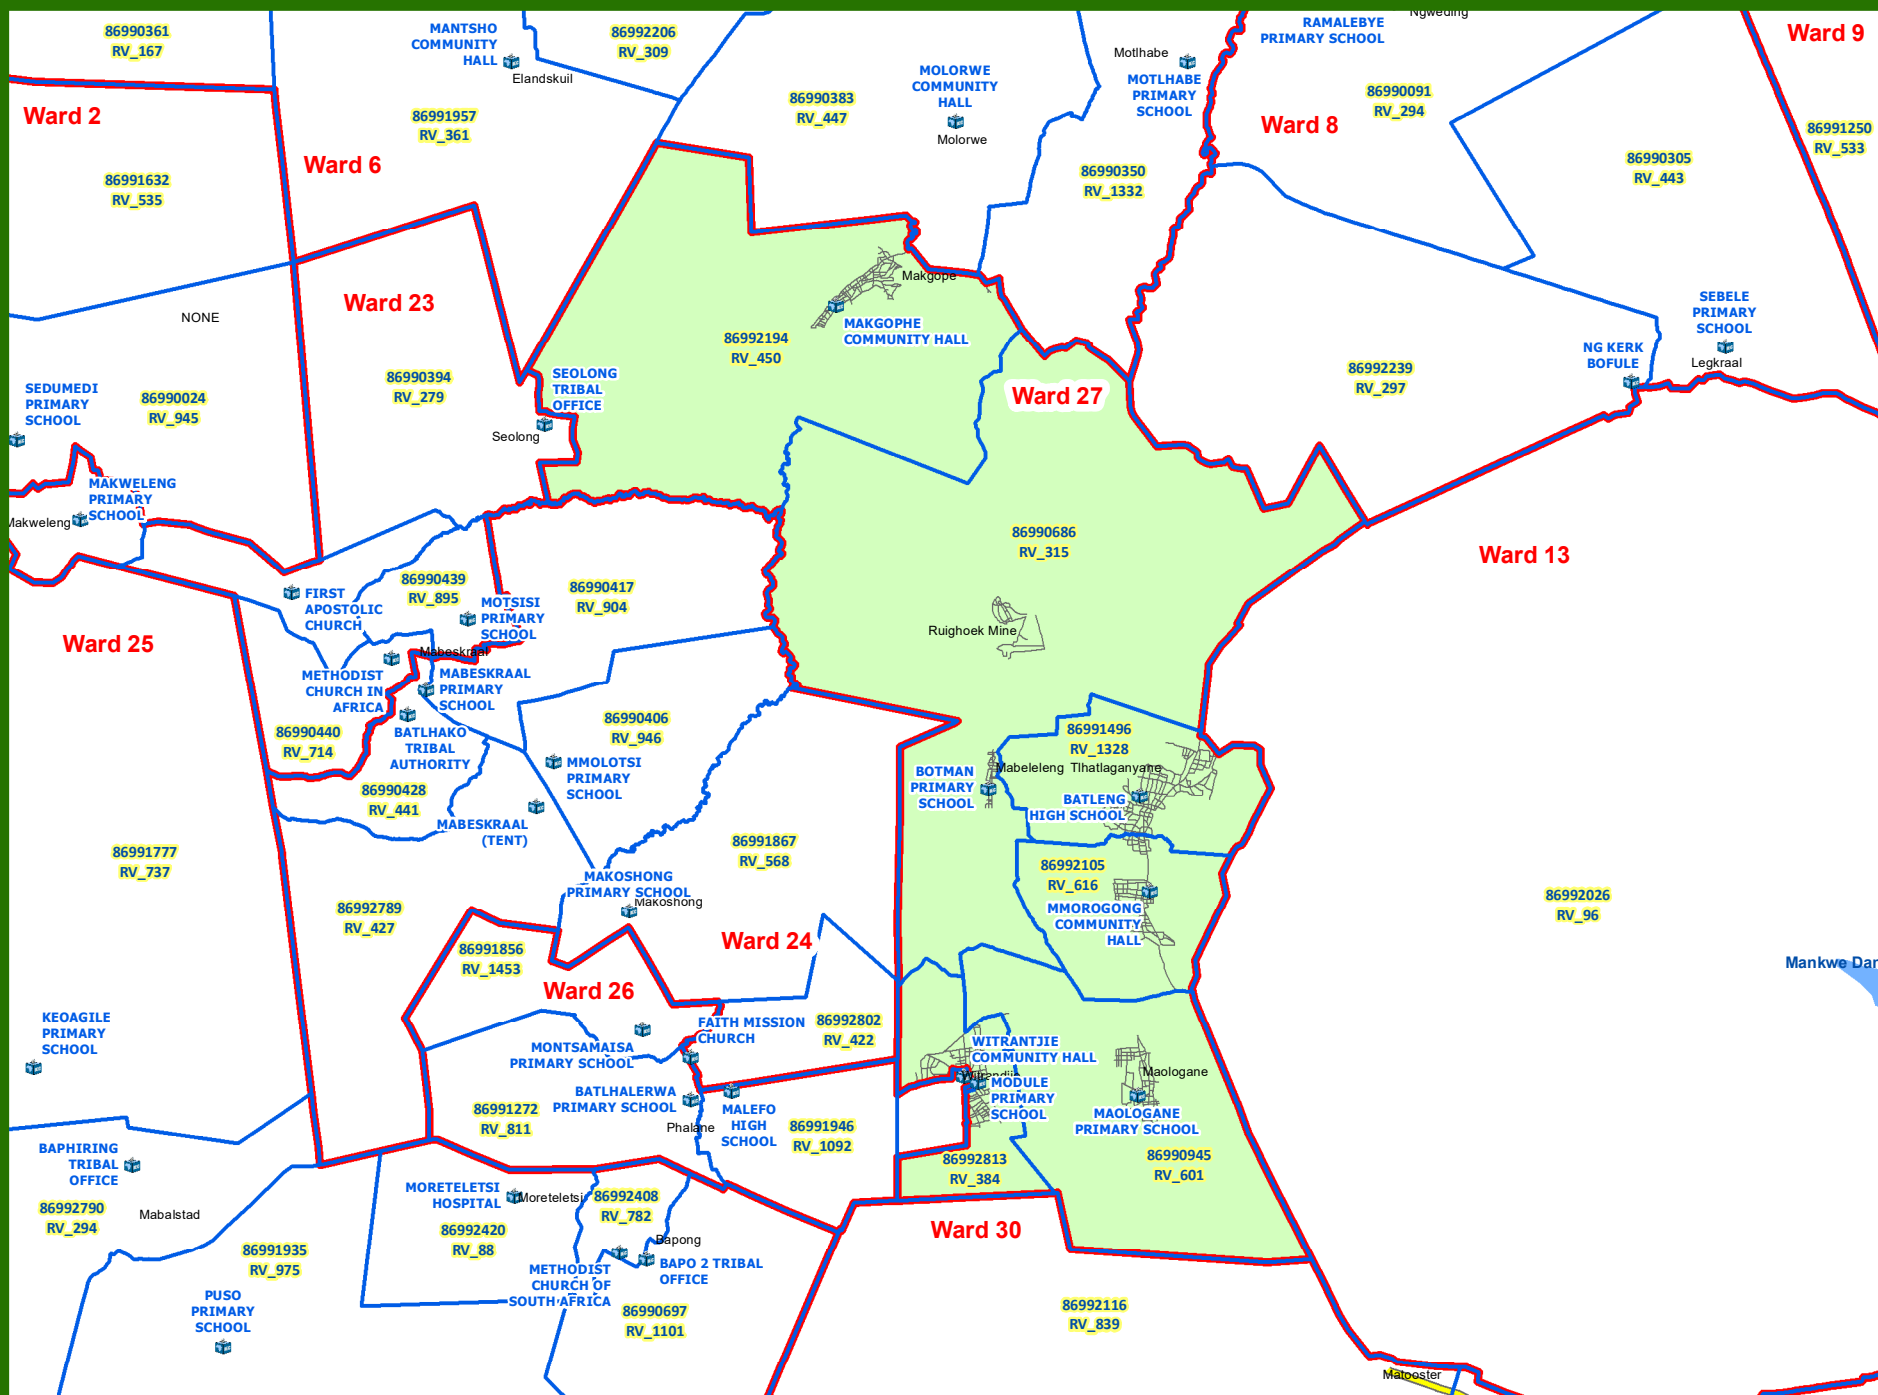 86990361
RV_167
MANTSHO
COMMUNITY
HALL
Elandskuil
86992206
RV_309
Ngweding
RAMALEBYE
PRIMARY SCHOOL
Ward 9
Ward 2
86991957
RV_361
86990383
RV_447
MOLORWE
COMMUNITY
HALL
Molorwe
Motlhabe
MOTLHABE
PRIMARY
SCHOOL
86990091
RV_294
Ward 8
86991250
RV_533
86991632
RV_535
Ward 6
86990350
RV_1332
86990305
RV_443
Ward 23
NONE
Makgope
MAKGOPHE
COMMUNITY HALL
86992194
RV_450
SEBELE
PRIMARY
SCHOOL
Legkraal
NG KERK
BOFULE
86992239
RV_297
SEDUMEDI
PRIMARY
SCHOOL
86990024
RV_945
86990394
RV_279
SEOLONG
TRIBAL
OFFICE
Seolong
Ward 27
MAKWELENG
PRIMARY
SCHOOL
Makweleng
86990686
RV_315
Ward 13
FIRST
APOSTOLIC
CHURCH
86990439
RV_895
MOTSISI
PRIMARY
SCHOOL
86990417
RV_904
Ruighoek Mine
Ward 25
Mabeskraal
METHODIST
CHURCH IN
AFRICA
MABESKRAAL
PRIMARY
SCHOOL
86990440
RV_714
BATLHAKO
TRIBAL
AUTHORITY
86990406
RV_946
MMOLOTSI
PRIMARY
SCHOOL
86990428
RV_441
MABESKRAAL
(TENT)
86991496
RV_1328
Mabeleleng
Tlhatlaganyane
BOTMAN
PRIMARY
SCHOOL
BATLENG
HIGH SCHOOL
86991777
RV_737
86991867
RV_568
86992105
RV_616
MMOROGONG
COMMUNITY
HALL
86992026
RV_96
MAKOSHONG
PRIMARY SCHOOL
Makoshong
86992789
RV_427
86991856
RV_1453
Ward 24
Ward 26
Mankwe Dam
KEOAGILE
PRIMARY
SCHOOL
MONTSAMAISA
PRIMARY SCHOOL
FAITH MISSION
CHURCH
86992802
RV_422
WITRANTJIE
COMMUNITY HALL
Witrandjie
MODULE
PRIMARY
SCHOOL
Maologane
MAOLOGANE
PRIMARY SCHOOL
86991272
RV_811
BATLHALERWA
PRIMARY SCHOOL
Phalane
MALEFO
HIGH
SCHOOL
86991946
RV_1092
86992813
RV_384
86990945
RV_601
BAPHIRING
TRIBAL
OFFICE
86992790
RV_294
Mabalstad
MORETELETSI
HOSPITAL
Moreteletsi
86992408
RV_782
86992420
RV_88
86991935
RV_975
Bapong
BAPO 2 TRIBAL
OFFICE
METHODIST
CHURCH OF
SOUTH AFRICA
86990697
RV_1101
Ward 30
86992116
RV_839
PUSO
PRIMARY
SCHOOL
Matooster